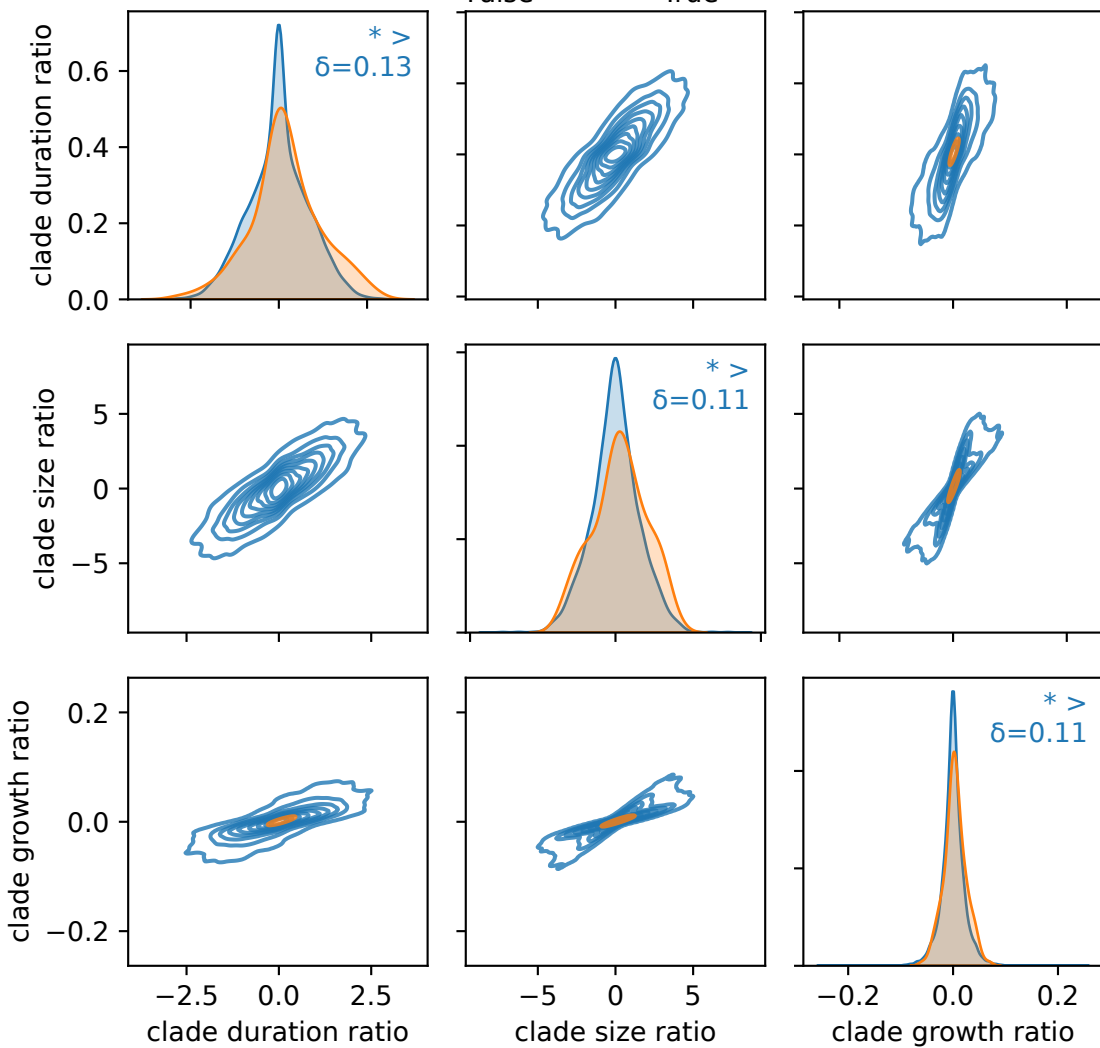 * >
δ=0.13
clade duration ratio
0.6
0.4
0.2
0.0
* >
δ=0.11
clade size ratio
5
0
−5
* >
δ=0.11
clade growth ratio
0.2
0.0
−0.2
−2.5 0.0 2.5 −5 0 5 −0.2 0.0 0.2
clade duration ratio clade size ratio clade growth ratio